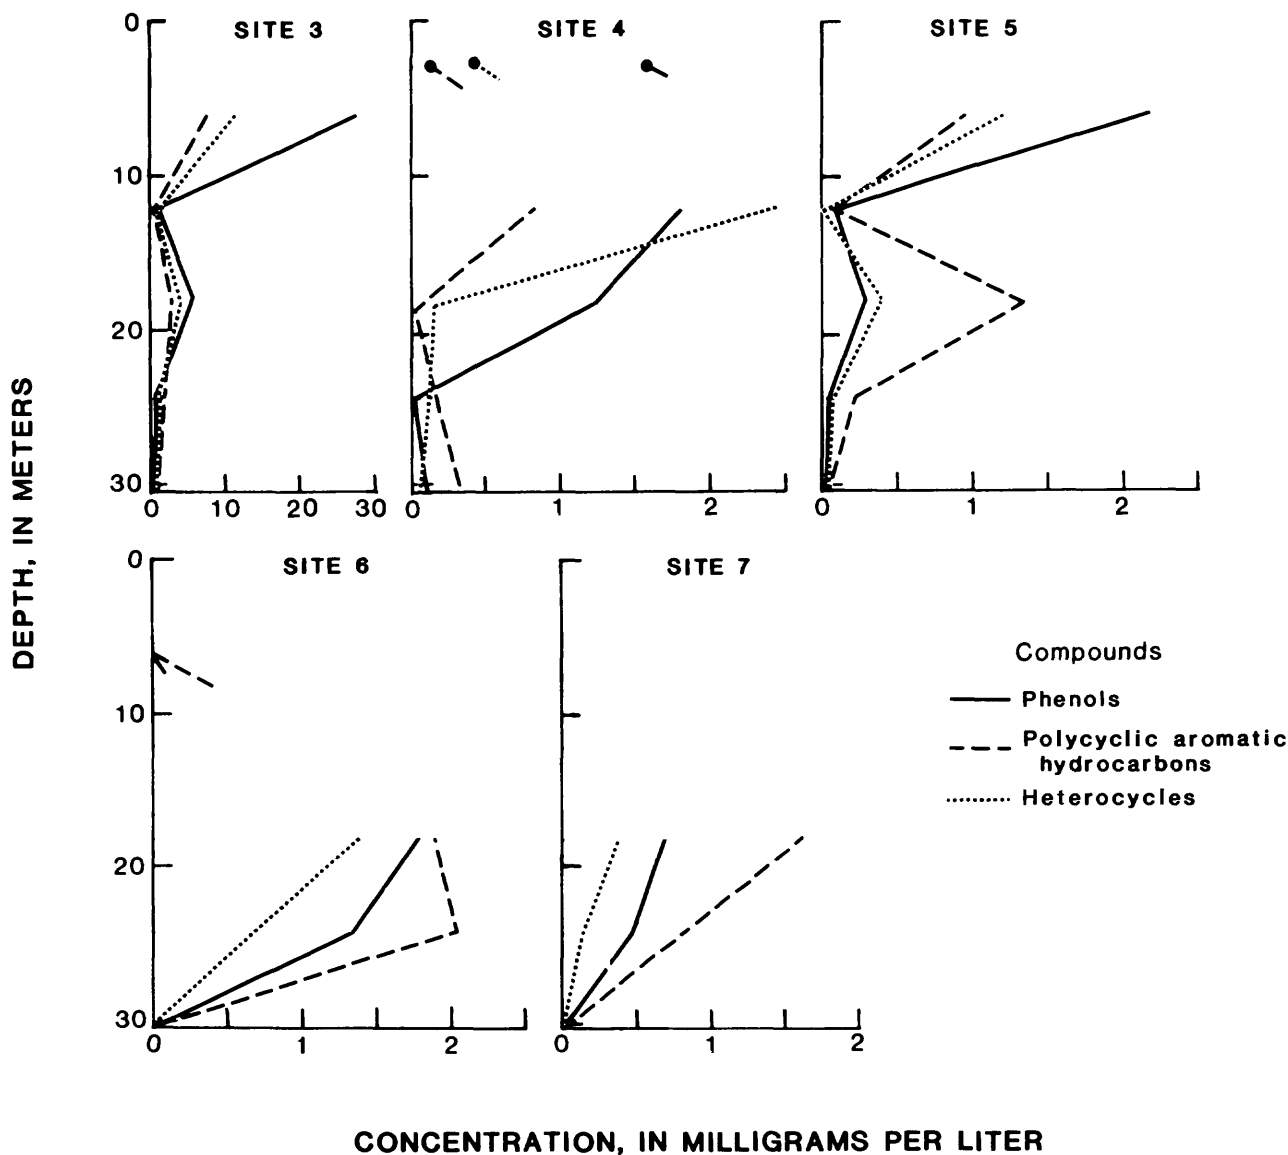 SITE 3
SITE 4
SITE 5
0
10
20
30
0 10 20 30
0 1 2
0 1 2
DEPTH, IN METERS
SITE 6
SITE 7
0
10
20
30
0 1 2
0 1 2
Compounds
Phenols
Polycyclic aromatic
hydrocarbons
Heterocycles
CONCENTRATION, IN MILLIGRAMS PER LITER